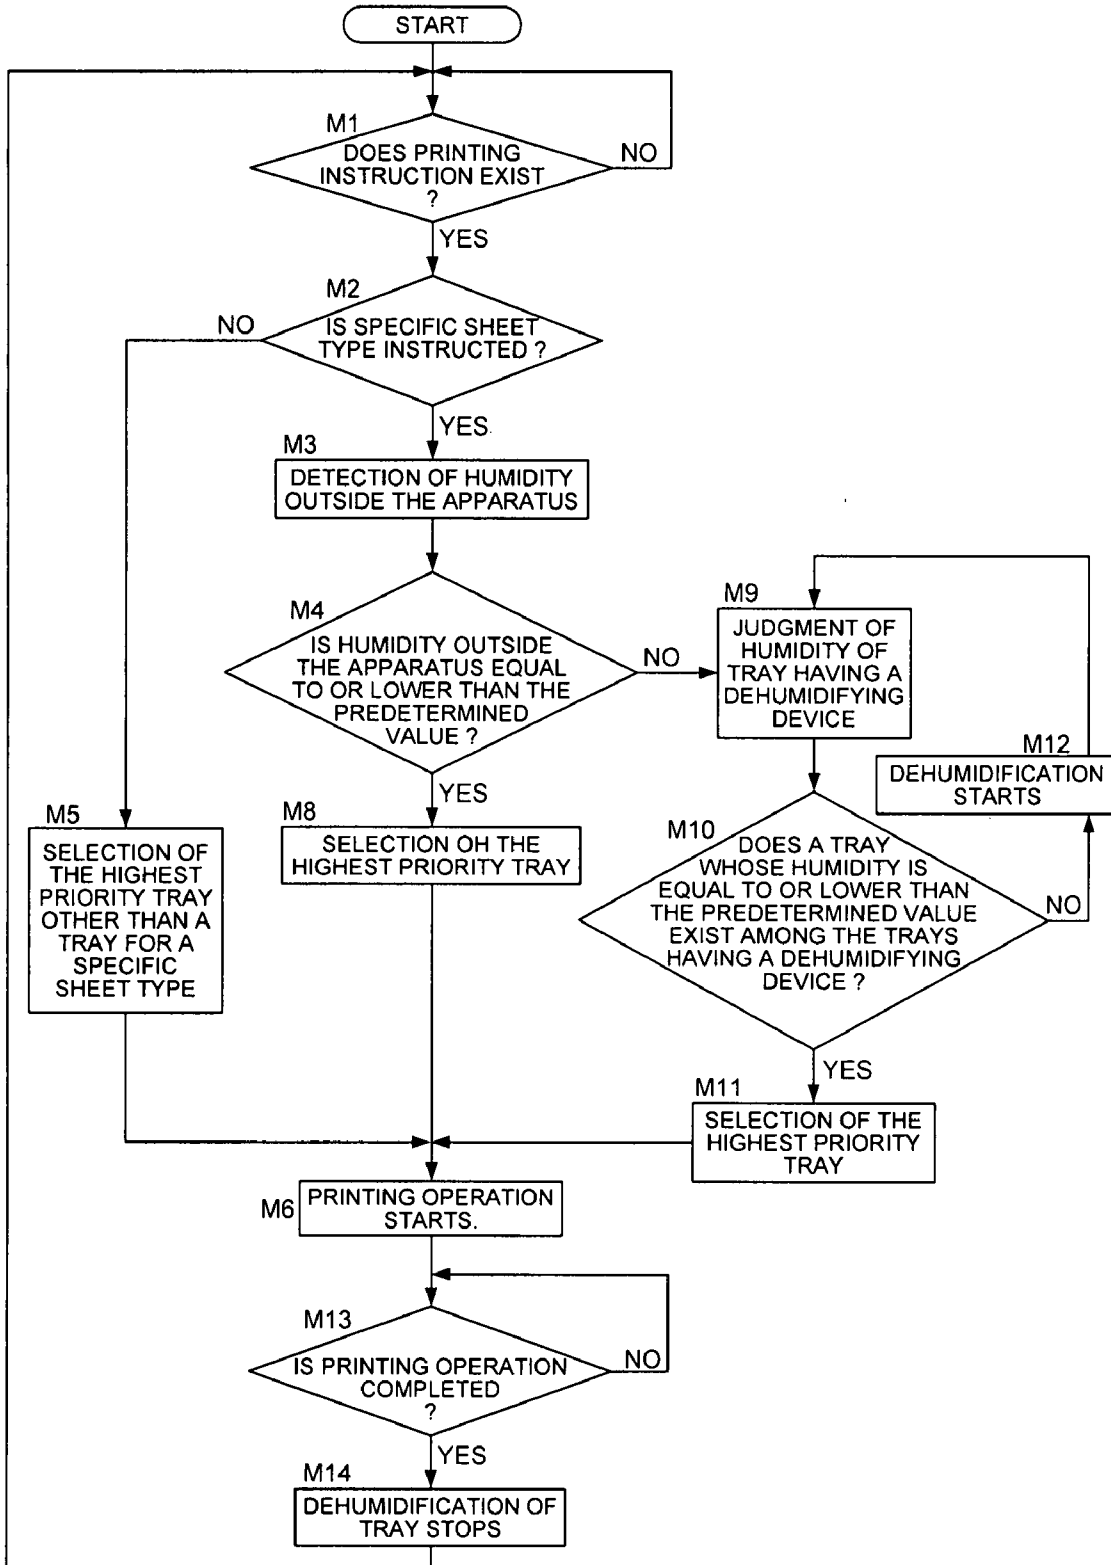 START
M1
DOES PRINTING
INSTRUCTION EXIST
?
NO
YES
M2
IS SPECIFIC SHEET
TYPE INSTRUCTED ?
NO
YES
M3
DETECTION OF HUMIDITY
OUTSIDE THE APPARATUS
M4
IS HUMIDITY OUTSIDE
THE APPARATUS EQUAL
TO OR LOWER THAN THE
PREDETERMINED
VALUE ?
NO
YES
M9
JUDGMENT OF
HUMIDITY OF
TRAY HAVING A
DEHUMIDIFYING
DEVICE
M12
DEHUMIDIFICATION
STARTS
M5
SELECTION OF
THE HIGHEST
PRIORITY TRAY
OTHER THAN A
TRAY FOR A
SPECIFIC
SHEET TYPE
M8
SELECTION OH THE
HIGHEST PRIORITY TRAY
M10
DOES A TRAY
WHOSE HUMIDITY IS
EQUAL TO OR LOWER THAN
THE PREDETERMINED VALUE
EXIST AMONG THE TRAYS
HAVING A DEHUMIDIFYING
DEVICE ?
NO
YES
M11
SELECTION OF THE
HIGHEST PRIORITY
TRAY
M6
PRINTING OPERATION
STARTS.
M13
IS PRINTING OPERATION
COMPLETED
?
NO
YES
M14
DEHUMIDIFICATION OF
TRAY STOPS